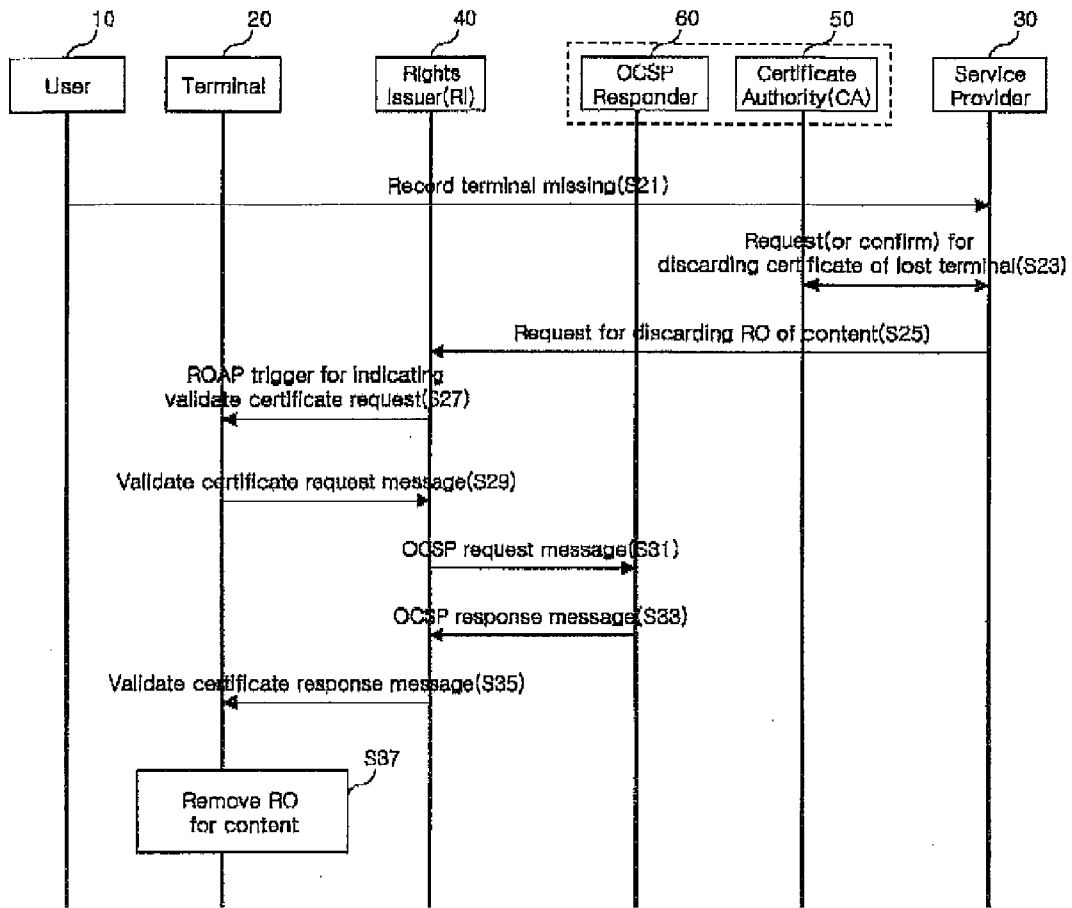 10
20
40
60
50
30
User
Terminal
Rights
Issuer(RI)
OCSP
Responder
Certificate
Authority(CA)
Service
Provider
Record terminal missing(S21)
Request(or confirm) for
discarding certificate of lost terminal(S23)
Request for discarding RO of content(S25)
ROAP trigger for indicating
validate certificate request(S27)
Validate certificate request message(S29)
OCSP request message(S31)
OCSP response message(S33)
Validate certificate response message(S35)
S37
Remove RO
for content